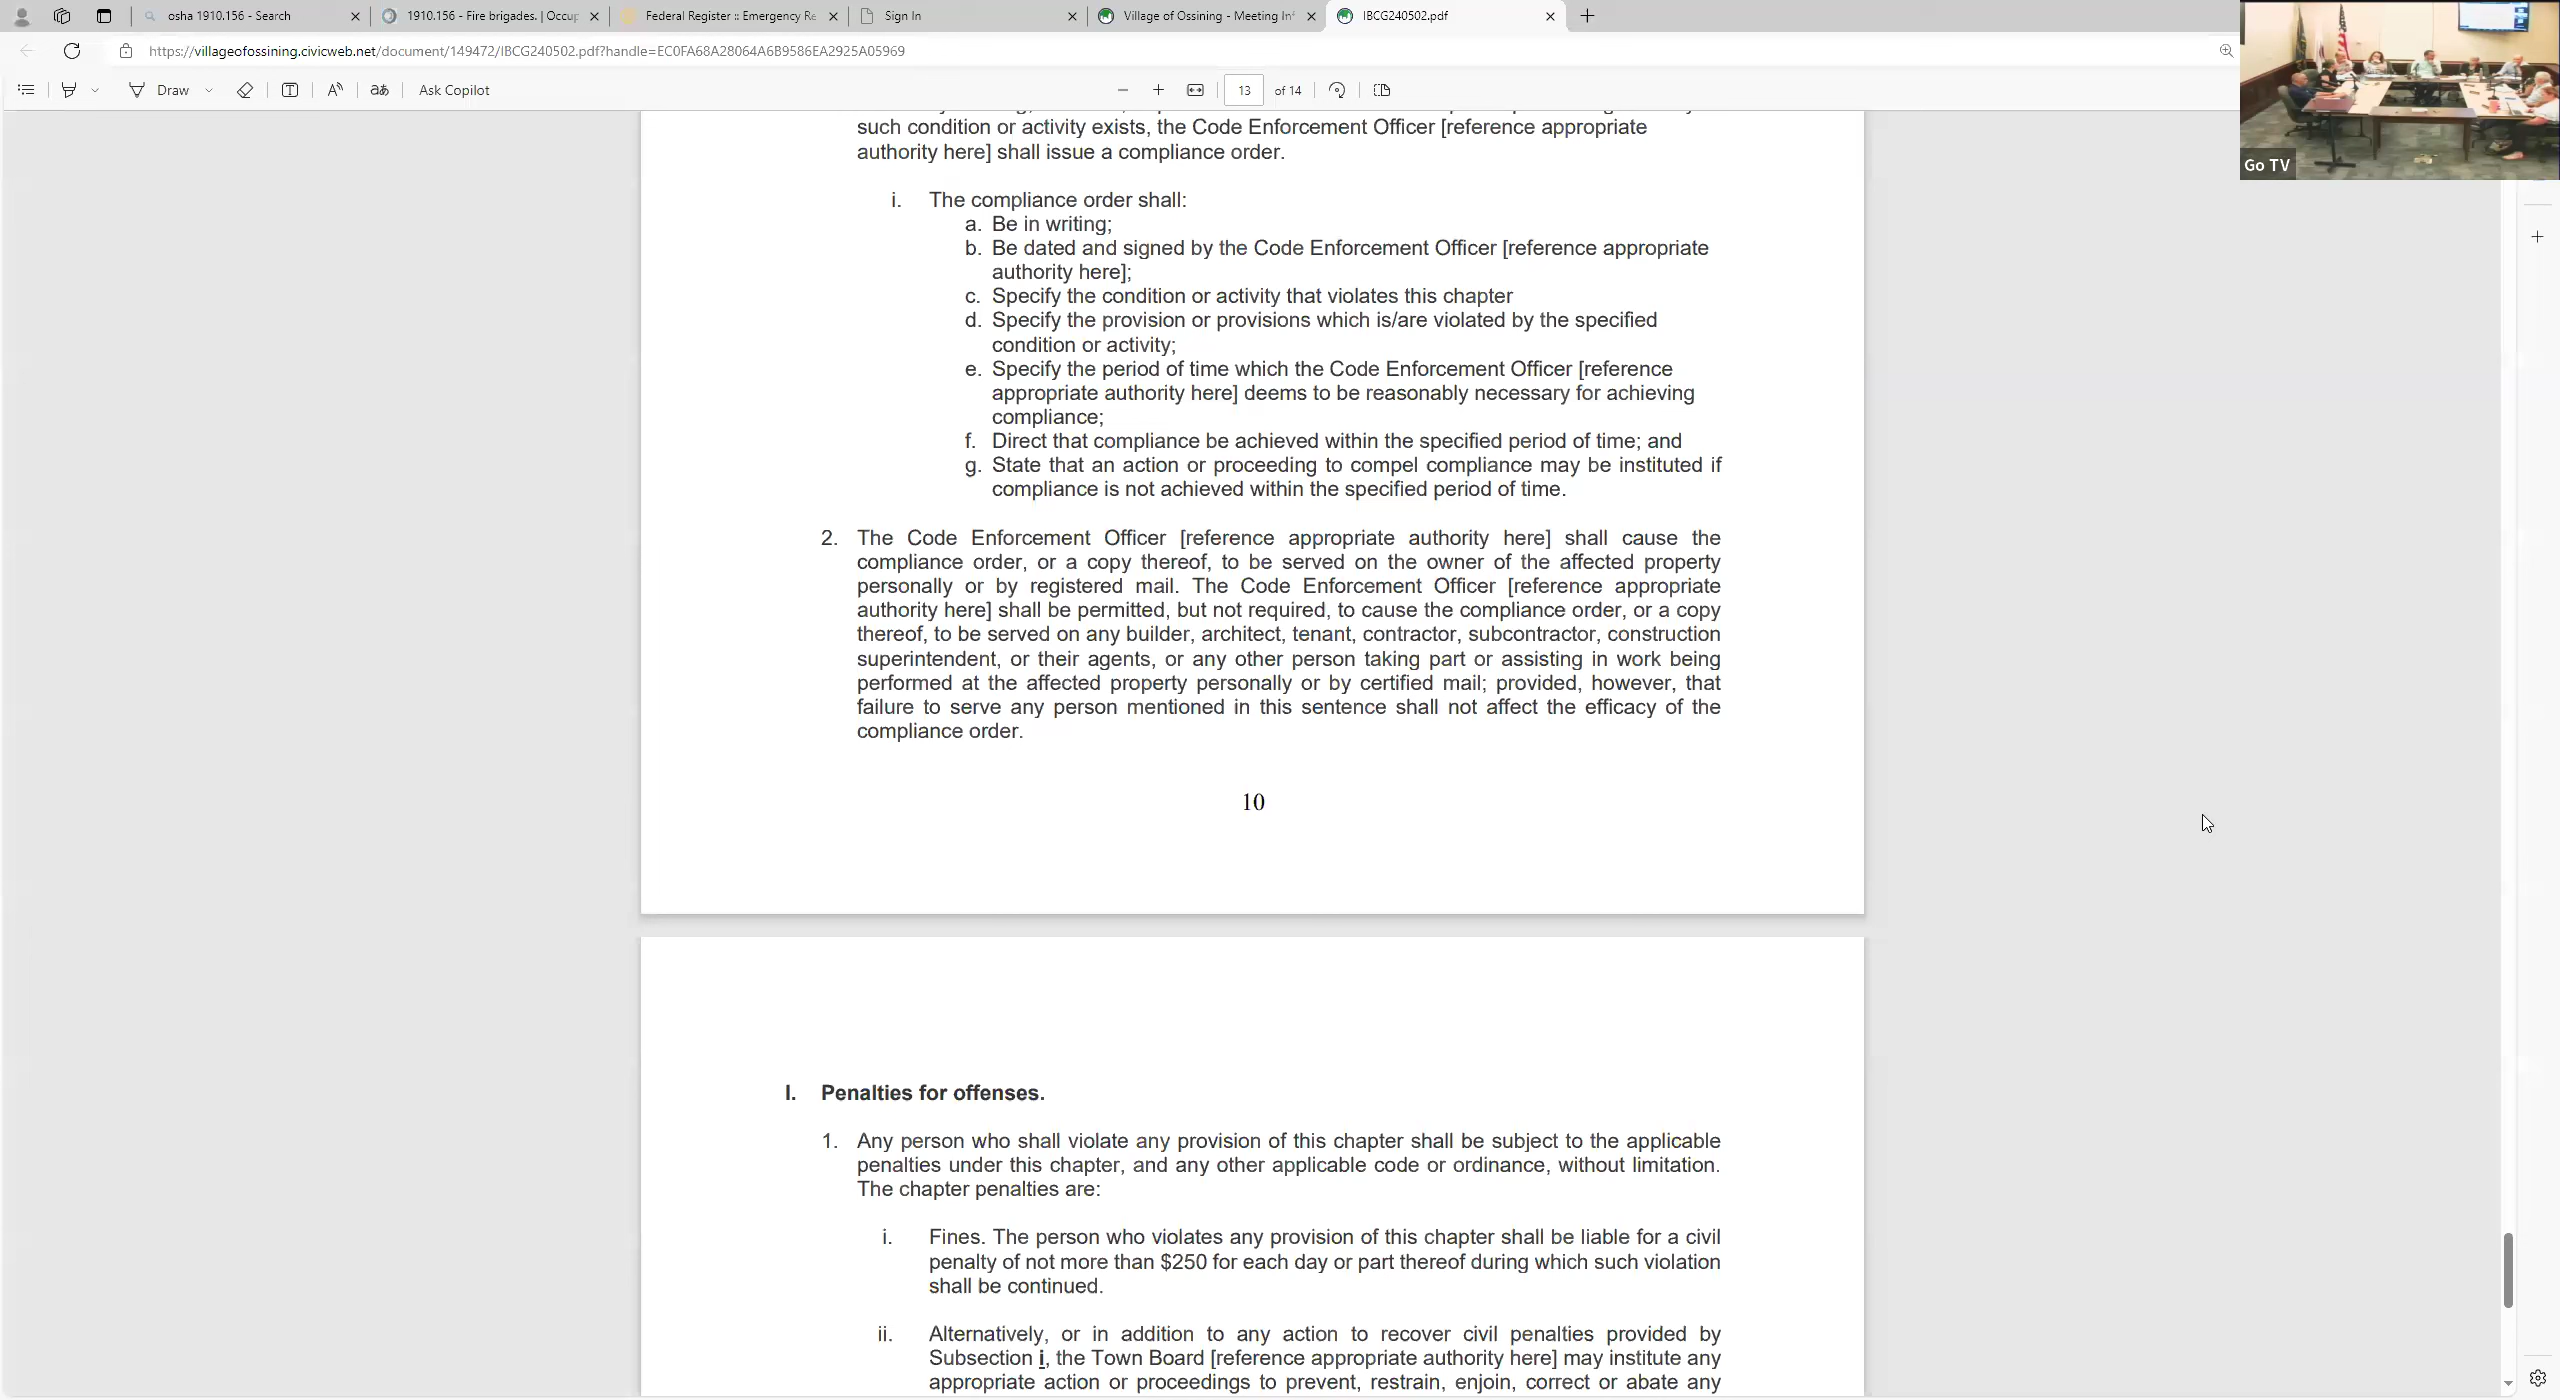 osha 1910.156 - Search
1910.156 - Fire brigades. | Occup
Federal Register :: Emergency Re
Sign In
Village of Ossining - Meeting Inf
IBCG240502.pdf
https://villageofossining.civicweb.net/document/149472/IBCG240502.pdf?handle=EC0FA68A28064A6B9586EA2925A05969
Draw
Ask Copilot
13 of 14
Go TV
such condition or activity exists, the Code Enforcement Officer [reference appropriate
authority here] shall issue a compliance order.
i. The compliance order shall:
a. Be in writing;
b. Be dated and signed by the Code Enforcement Officer [reference appropriate
authority here];
c. Specify the condition or activity that violates this chapter
d. Specify the provision or provisions which is/are violated by the specified
condition or activity;
e. Specify the period of time which the Code Enforcement Officer [reference
appropriate authority here] deems to be reasonably necessary for achieving
compliance;
f. Direct that compliance be achieved within the specified period of time; and
g. State that an action or proceeding to compel compliance may be instituted if
compliance is not achieved within the specified period of time.
2. The Code Enforcement Officer [reference appropriate authority here] shall cause the
compliance order, or a copy thereof, to be served on the owner of the affected property
personally or by registered mail. The Code Enforcement Officer [reference appropriate
authority here] shall be permitted, but not required, to cause the compliance order, or a copy
thereof, to be served on any builder, architect, tenant, contractor, subcontractor, construction
superintendent, or their agents, or any other person taking part or assisting in work being
performed at the affected property personally or by certified mail; provided, however, that
failure to serve any person mentioned in this sentence shall not affect the efficacy of the
compliance order.
10
I. Penalties for offenses.
1. Any person who shall violate any provision of this chapter shall be subject to the applicable
penalties under this chapter, and any other applicable code or ordinance, without limitation.
The chapter penalties are:
i. Fines. The person who violates any provision of this chapter shall be liable for a civil
penalty of not more than $250 for each day or part thereof during which such violation
shall be continued.
ii. Alternatively, or in addition to any action to recover civil penalties provided by
Subsection i, the Town Board [reference appropriate authority here] may institute any
appropriate action or proceedings to prevent, restrain, enjoin, correct or abate any